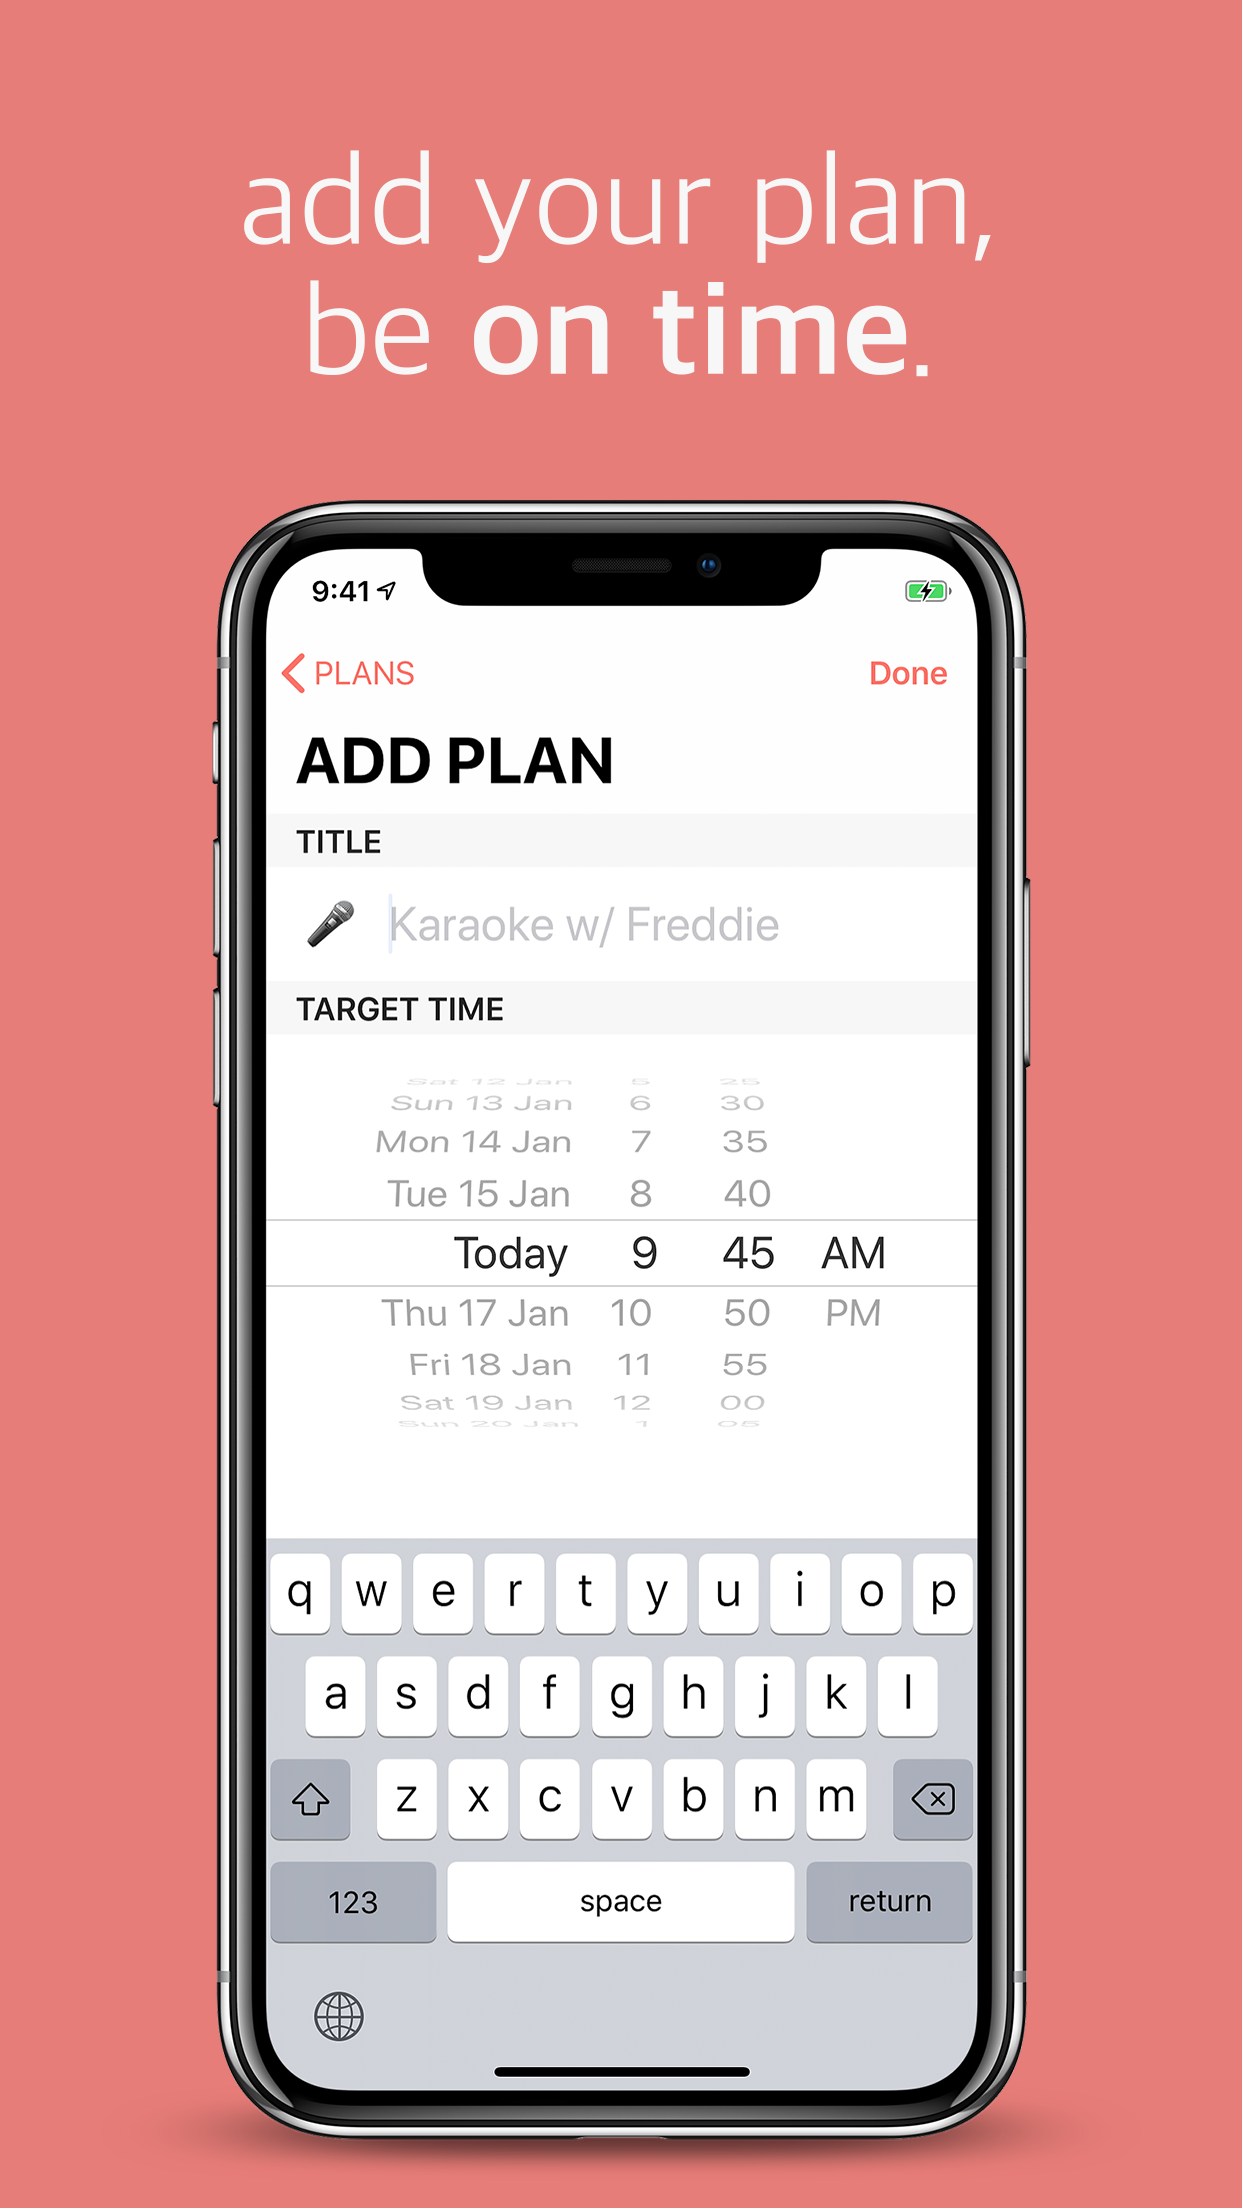 add your plan,
be on time.
9:41
PLANS
Done
ADD PLAN
TITLE
Karaoke w/ Freddie
TARGET TIME
Sat 12 Jan 5 25
Sun 13 Jan 6 30
Mon 14 Jan 7 35
Tue 15 Jan 8 40
Today 9 45 AM
Thu 17 Jan 10 50 PM
Fri 18 Jan 11 55
Sat 19 Jan 12 00
Sun 20 Jan 1 05
q w e r t y u i o p
a s d f g h j k l
z x c v b n m
123 space return